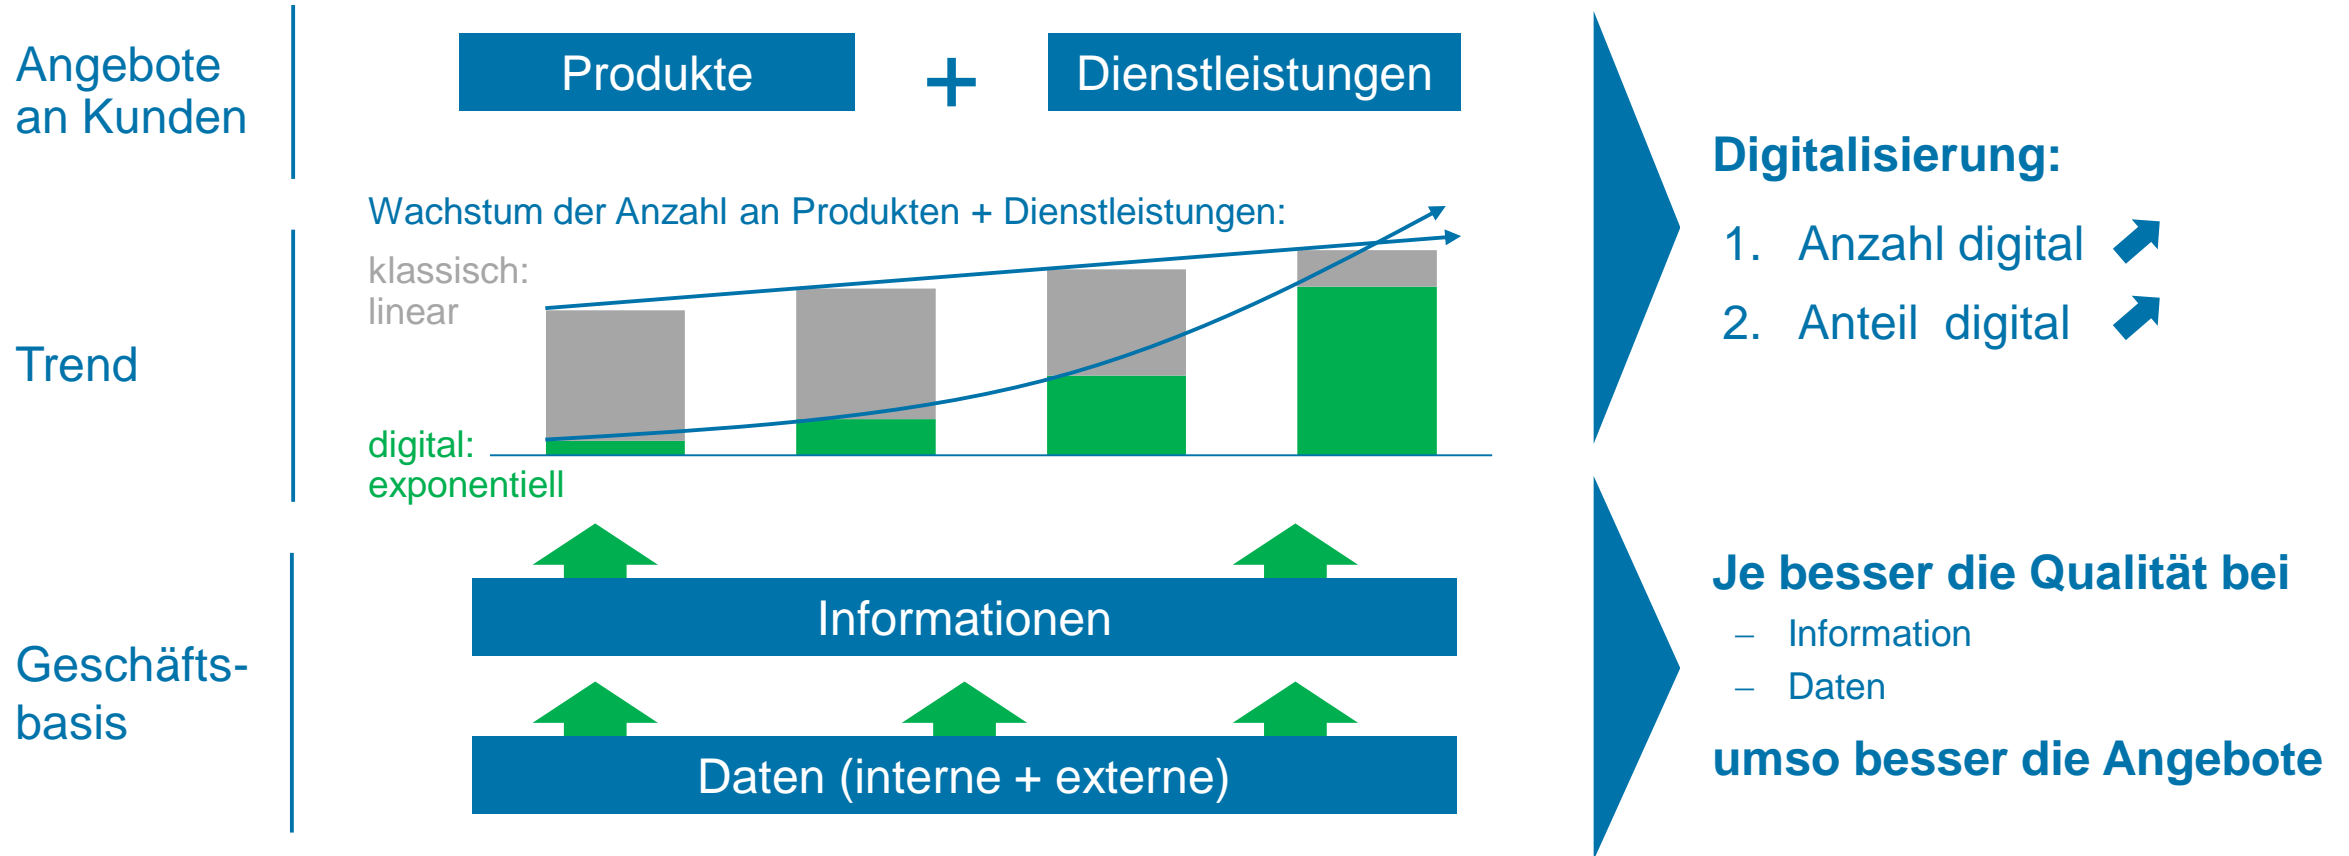 Angebote
an Kunden
Produkte
+
Dienstleistungen
Trend
Wachstum der Anzahl an Produkten + Dienstleistungen:
klassisch:
linear
digital:
exponentiell
Geschäfts-
basis
Informationen
Daten (interne + externe)
Digitalisierung:
1. Anzahl digital
2. Anteil digital
Je besser die Qualität bei
– Information
– Daten
umso besser die Angebote